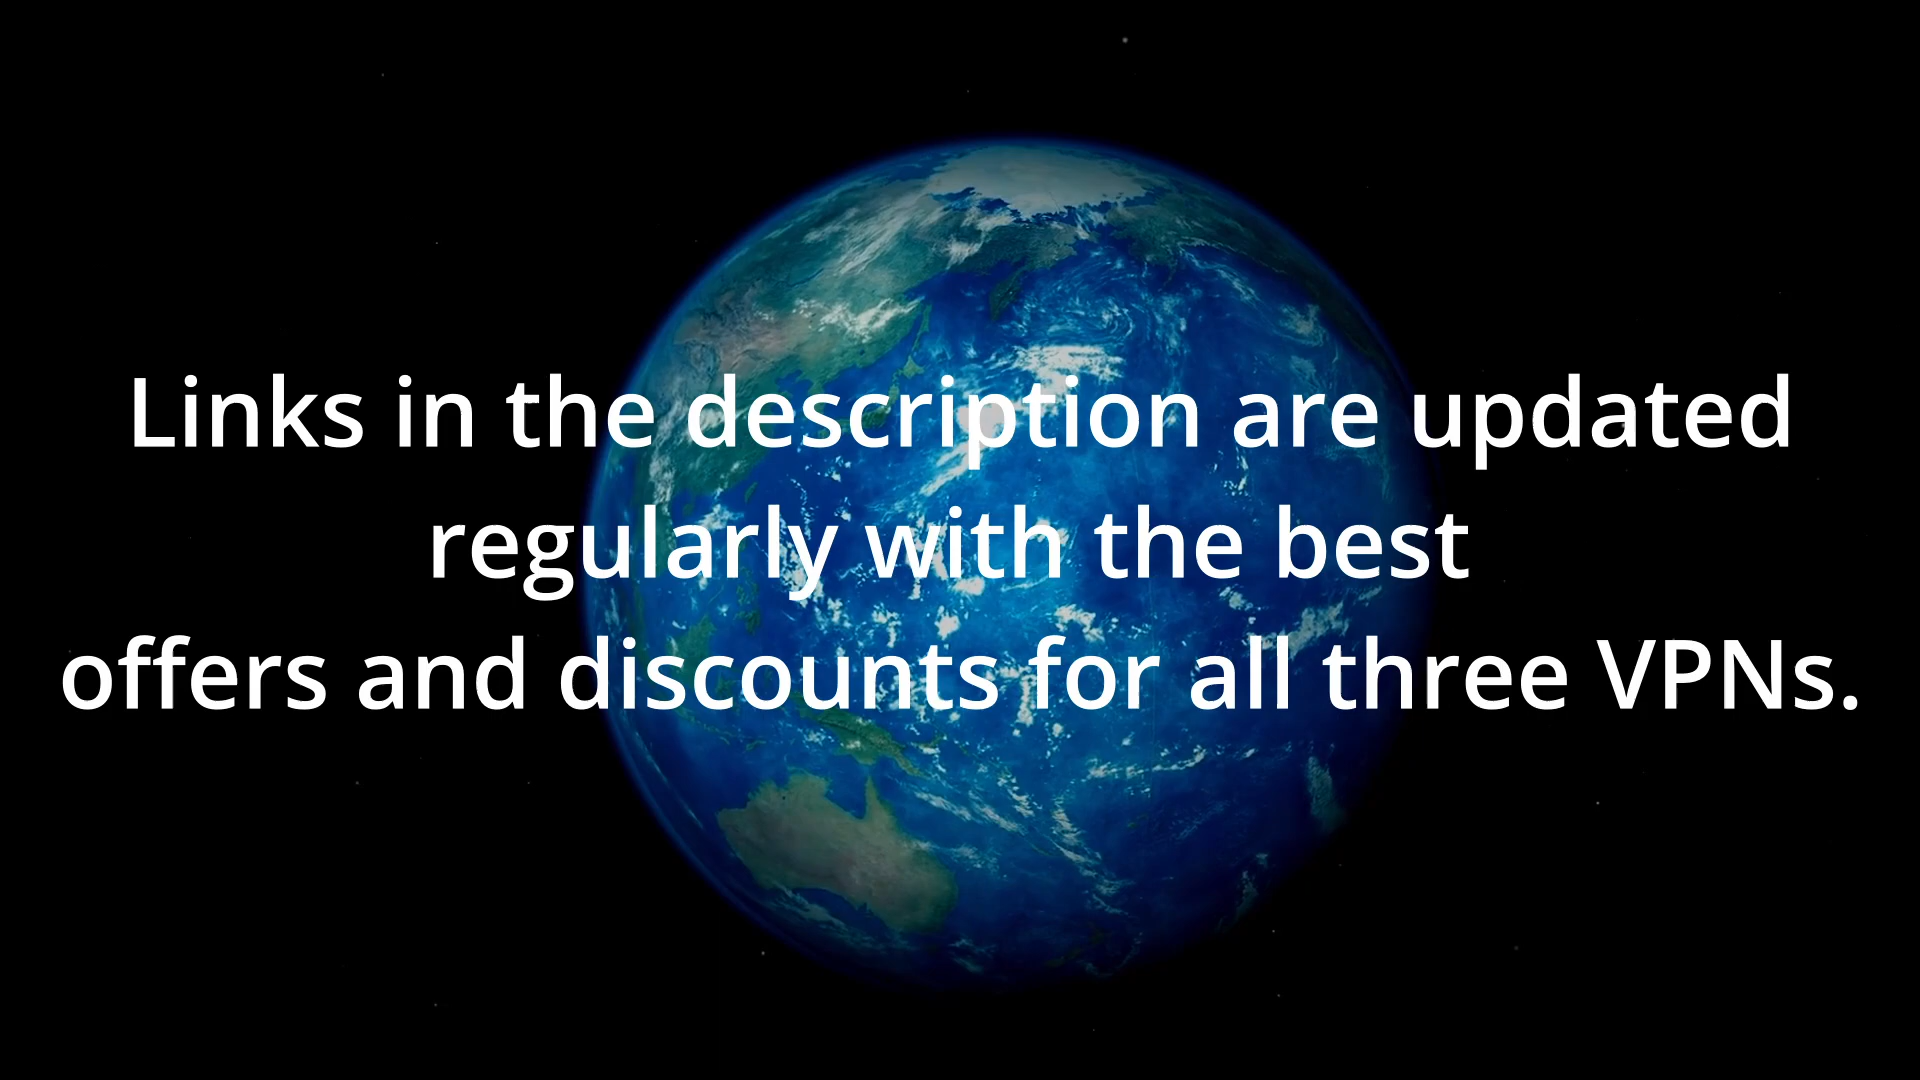 Links in the description are updated
regularly with the best
offers and discounts for all three VPNs.